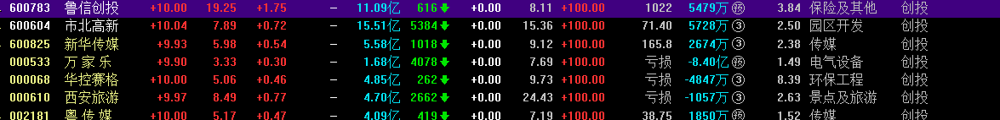 600783 鲁信创投 +10.00 19.25 +1.75 — 11.09亿 616↓ +0.00 8.11 +100.00 1022 5479万 3.84 保险及其他 创投
600604 市北高新 +10.04 7.89 +0.72 — 15.51亿 5384↓ +0.00 15.36 +100.00 71.40 5728万 ③ 2.50 园区开发 创投
600825 新华传媒 +9.93 5.98 +0.54 — 5.58亿 1018↓ +0.00 9.12 +100.00 165.8 2674万 ③ 2.38 传媒 创投
000533 万家乐 +9.90 3.33 +0.30 — 1.68亿 4078↓ +0.00 7.69 +100.00 亏损 -8.40亿 1.49 电气设备 创投
000068 华控赛格 +10.00 5.06 +0.46 — 4.85亿 262↓ +0.00 9.73 +100.00 亏损 -4847万 ③ 8.39 环保工程 创投
000610 西安旅游 +9.97 8.49 +0.77 — 4.70亿 2662↓ +0.00 24.43 +100.00 亏损 -1057万 ③ 2.63 景点及旅游 创投
002181 粤传媒 +10.00 5.17 +0.47 — 4.09亿 419↓ +0.00 7.19 +100.00 38.75 1850万 1.52 传媒 创投